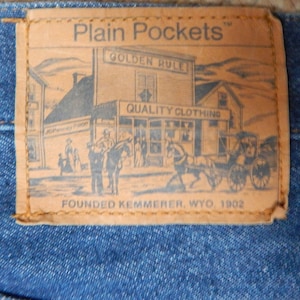 Plain Pockets™
GOLDEN RULE
QUALITY CLOTHING
FOUNDED KEMMERER, WYO. 1902